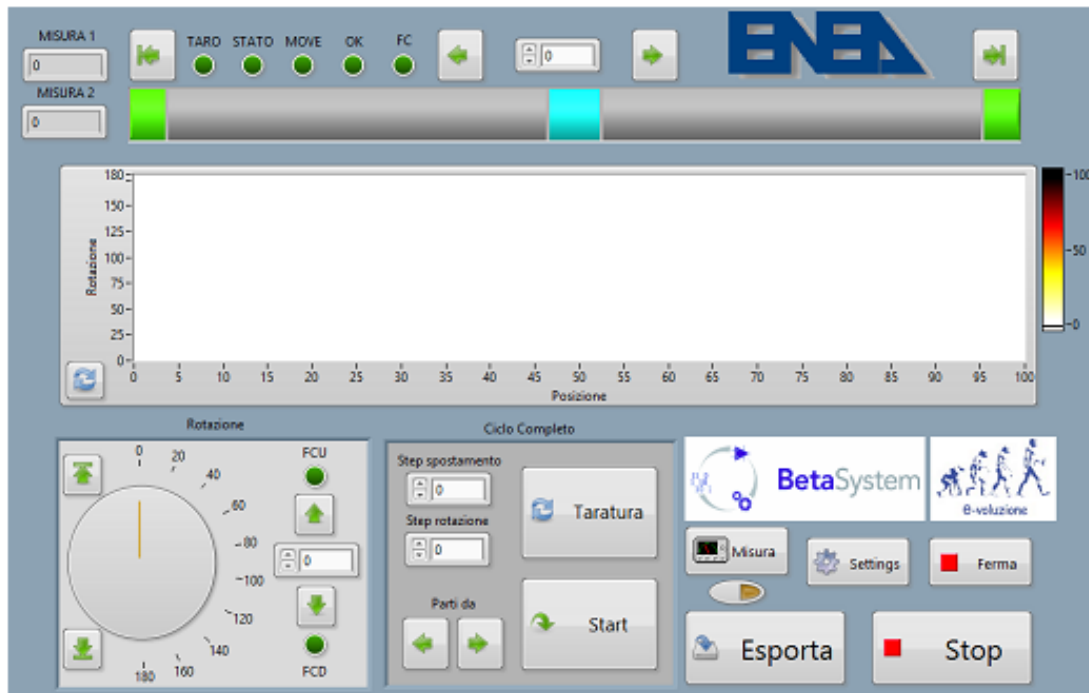 MISURA 1
0
MISURA 2
0
TARO STATO MOVE OK FC
0
ENEA
180
150
125
100
75
50
25
0
Rotazione
0 5 10 15 20 25 30 35 40 45 50 55 60 65 70 75 80 85 90 95 100
Posizione
100
50
0
Rotazione
0 20 40 60 80 100 120 140 160 180
FCU
0
FCD
Ciclo Completo
Step spostamento
0
Step rotazione
0
Parti da
Taratura
Start
BetaSystem
e-voluzione
Misura
Settings
Ferma
Esporta
Stop